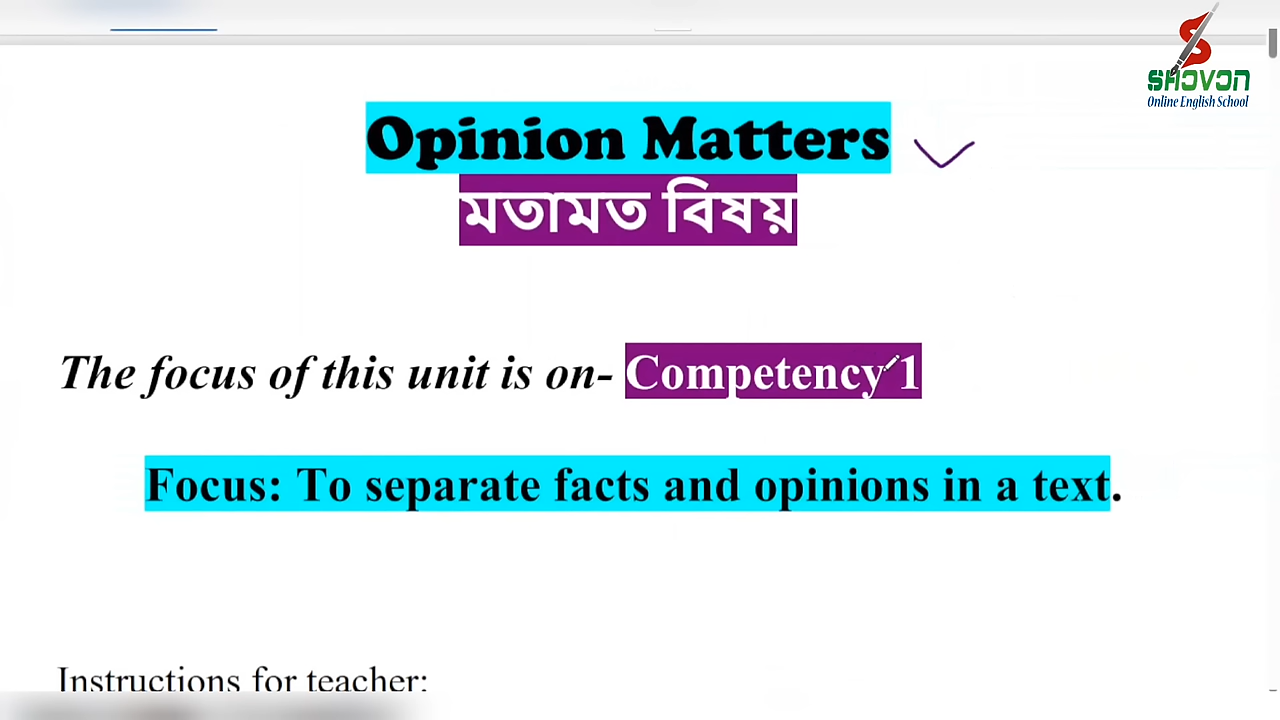 SHOVON
Online English School
Opinion Matters
মতামত বিষয়
The focus of this unit is on- Competency 1
Focus: To separate facts and opinions in a text.
Instructions for teacher: